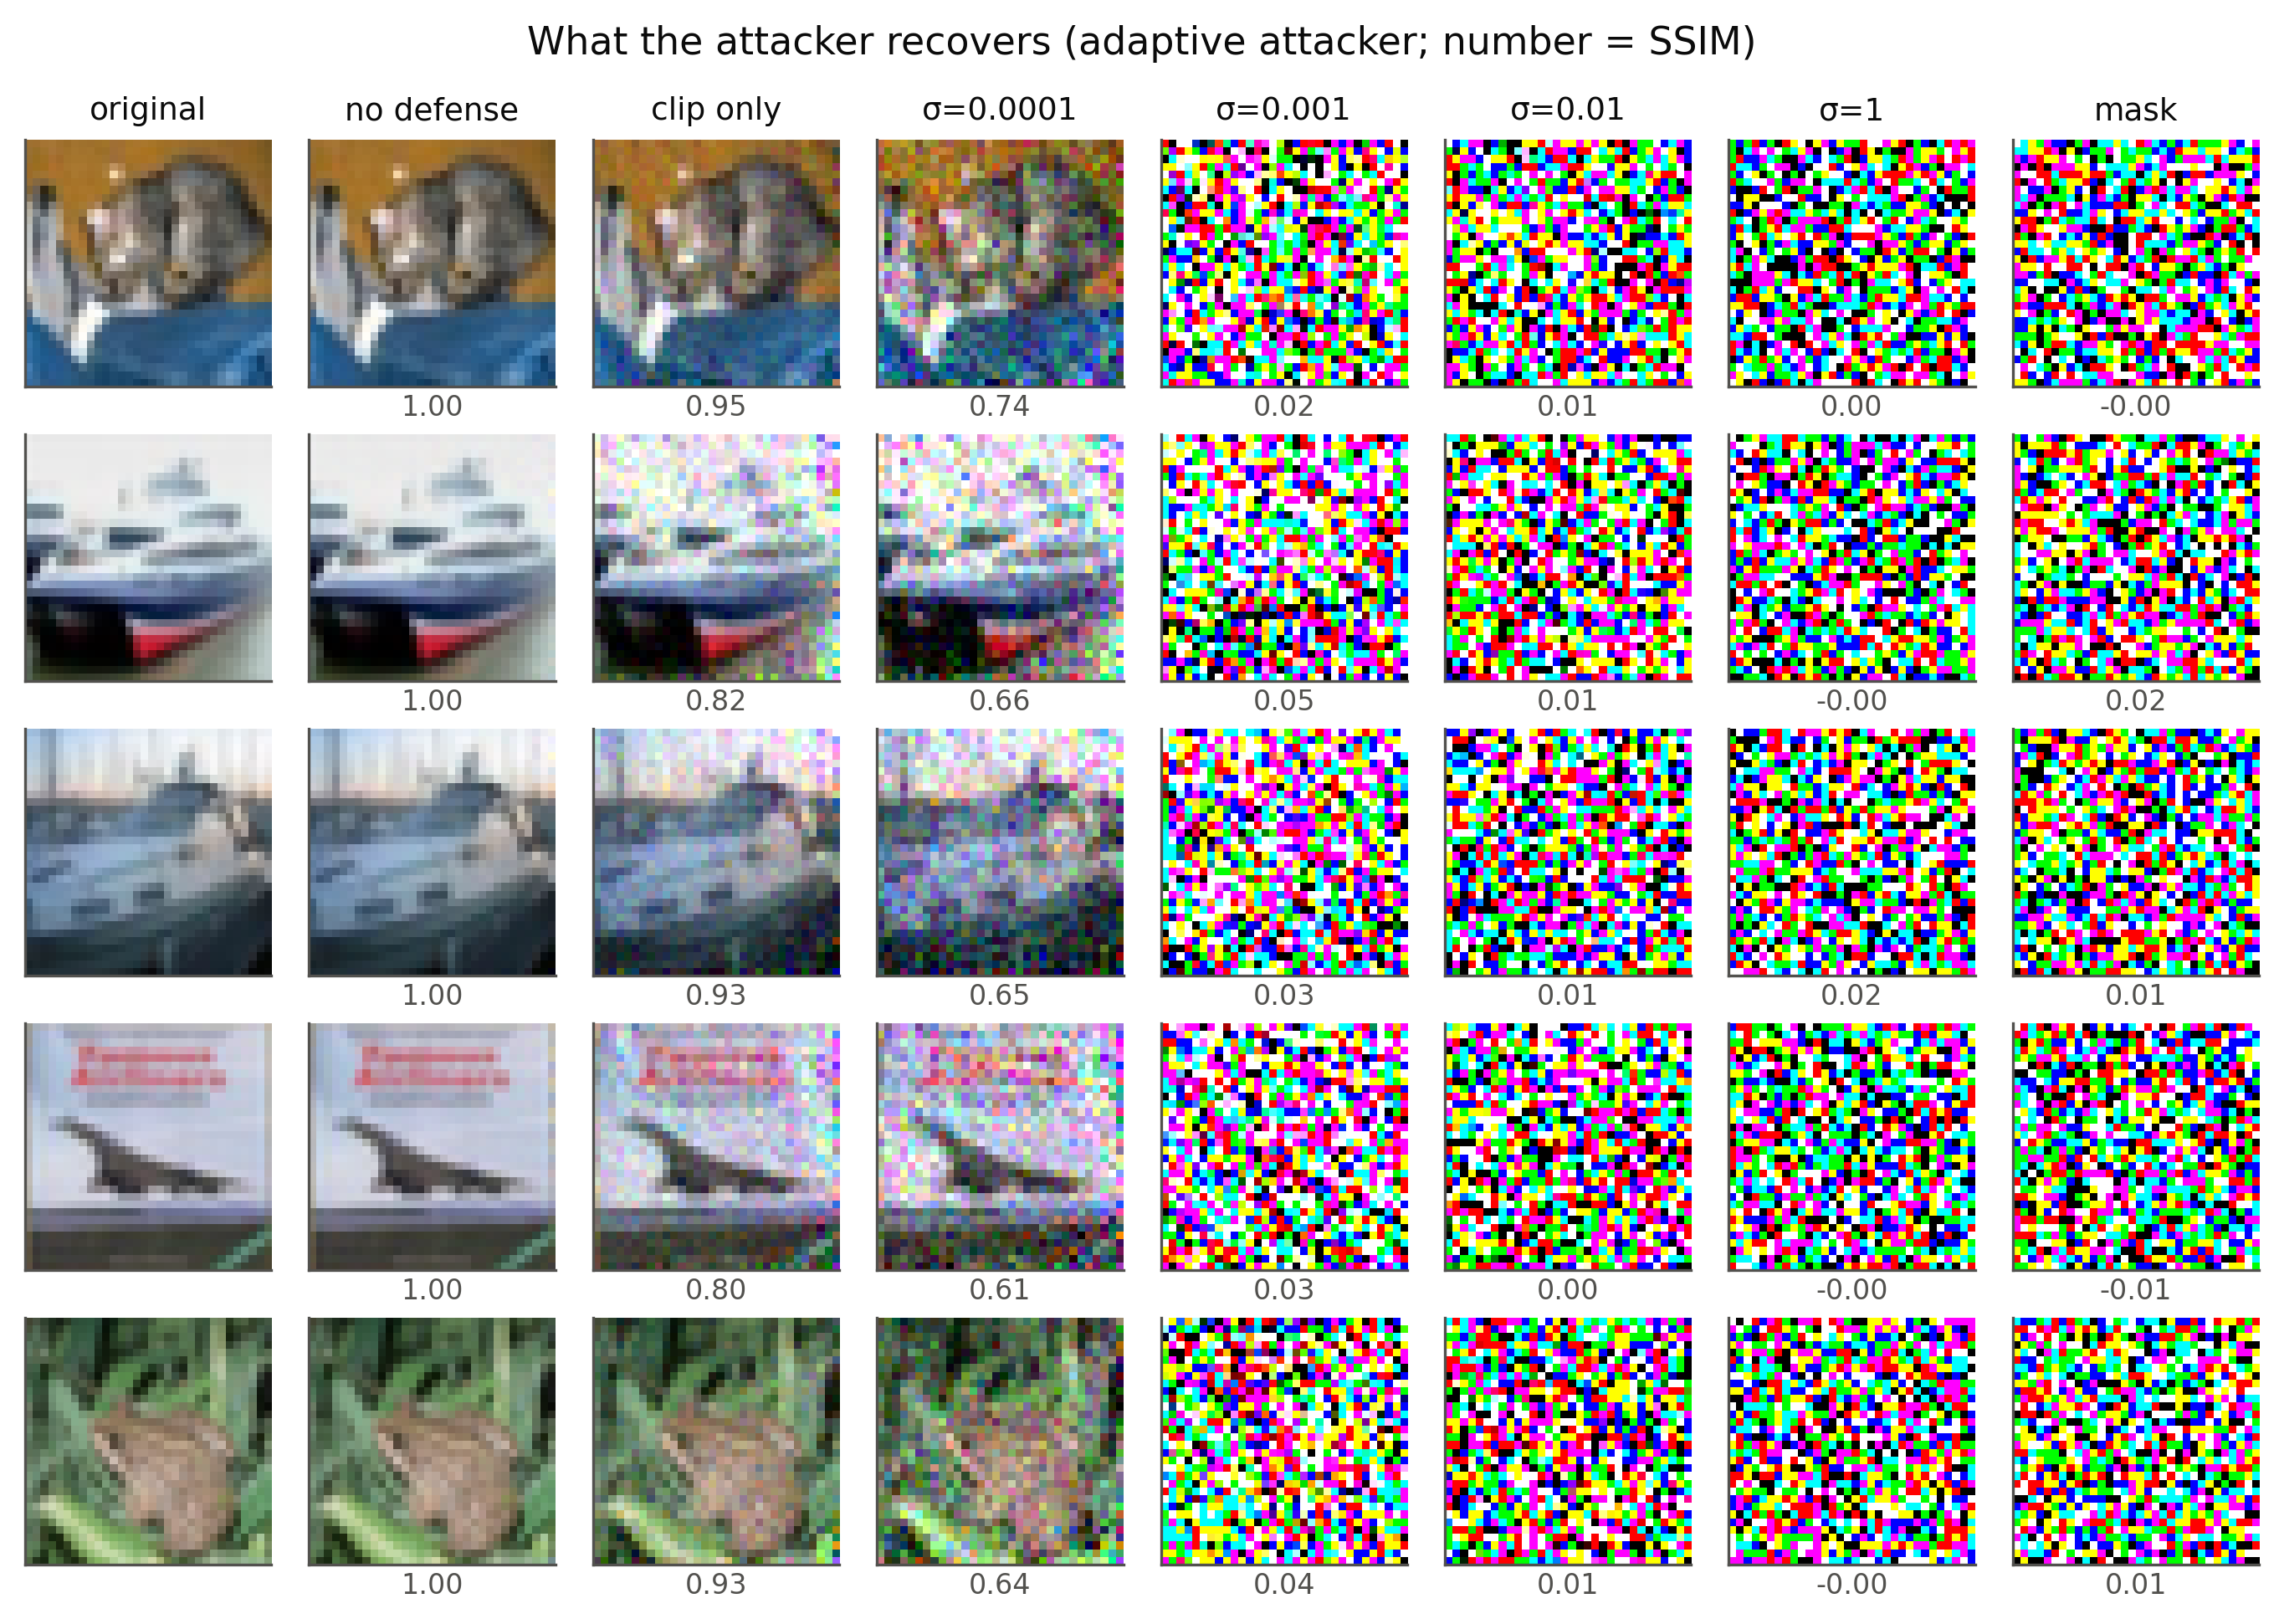 What the attacker recovers (adaptive attacker; number = SSIM)
original no defense clip only σ=0.0001 σ=0.001 σ=0.01 σ=1 mask
1.00 0.95 0.74 0.02 0.01 0.00 -0.00
1.00 0.82 0.66 0.05 0.01 -0.00 0.02
1.00 0.93 0.65 0.03 0.01 0.02 0.01
1.00 0.80 0.61 0.03 0.00 -0.00 -0.01
1.00 0.93 0.64 0.04 0.01 -0.00 0.01